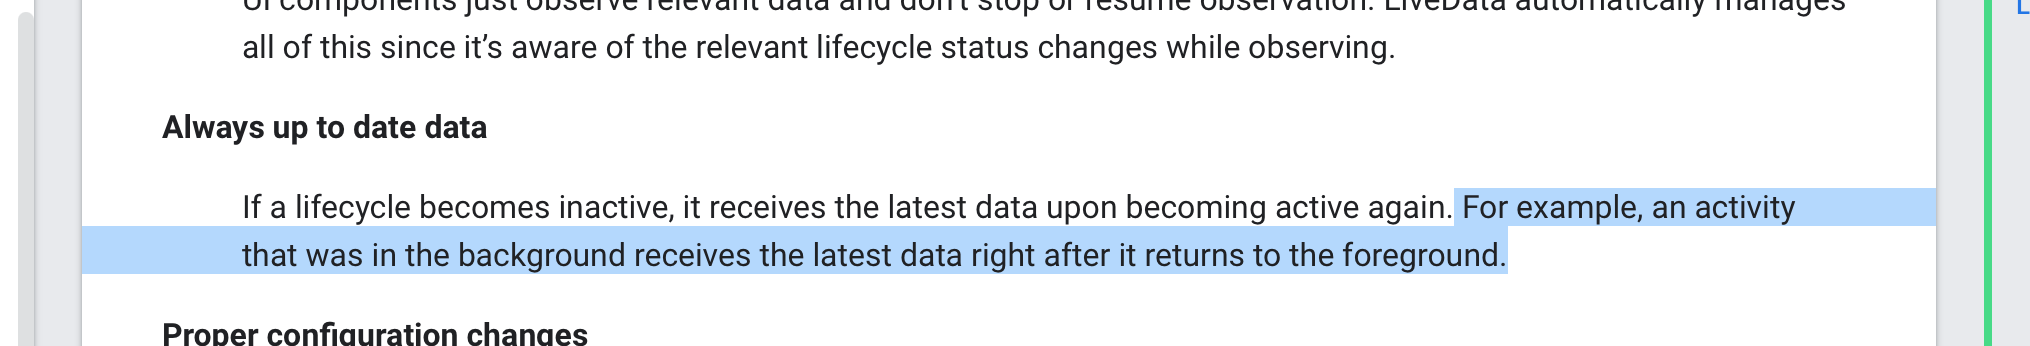 UI components just observe relevant data and don't stop or resume observation. LiveData automatically manages
all of this since it’s aware of the relevant lifecycle status changes while observing.
Always up to date data
If a lifecycle becomes inactive, it receives the latest data upon becoming active again. For example, an activity
that was in the background receives the latest data right after it returns to the foreground.
Proper configuration changes